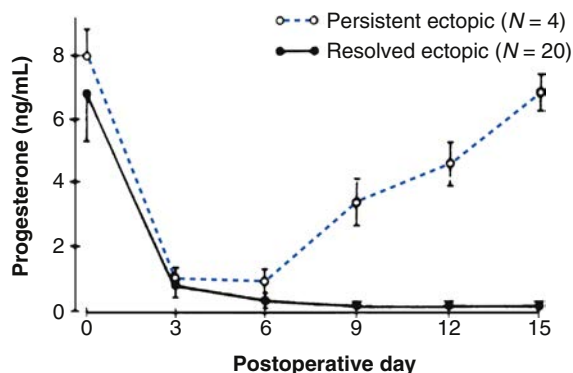 Persistent ectopic (N = 4)
Resolved ectopic (N = 20)
Progesterone (ng/mL)
8
6
4
2
0
0 3 6 9 12 15
Postoperative day